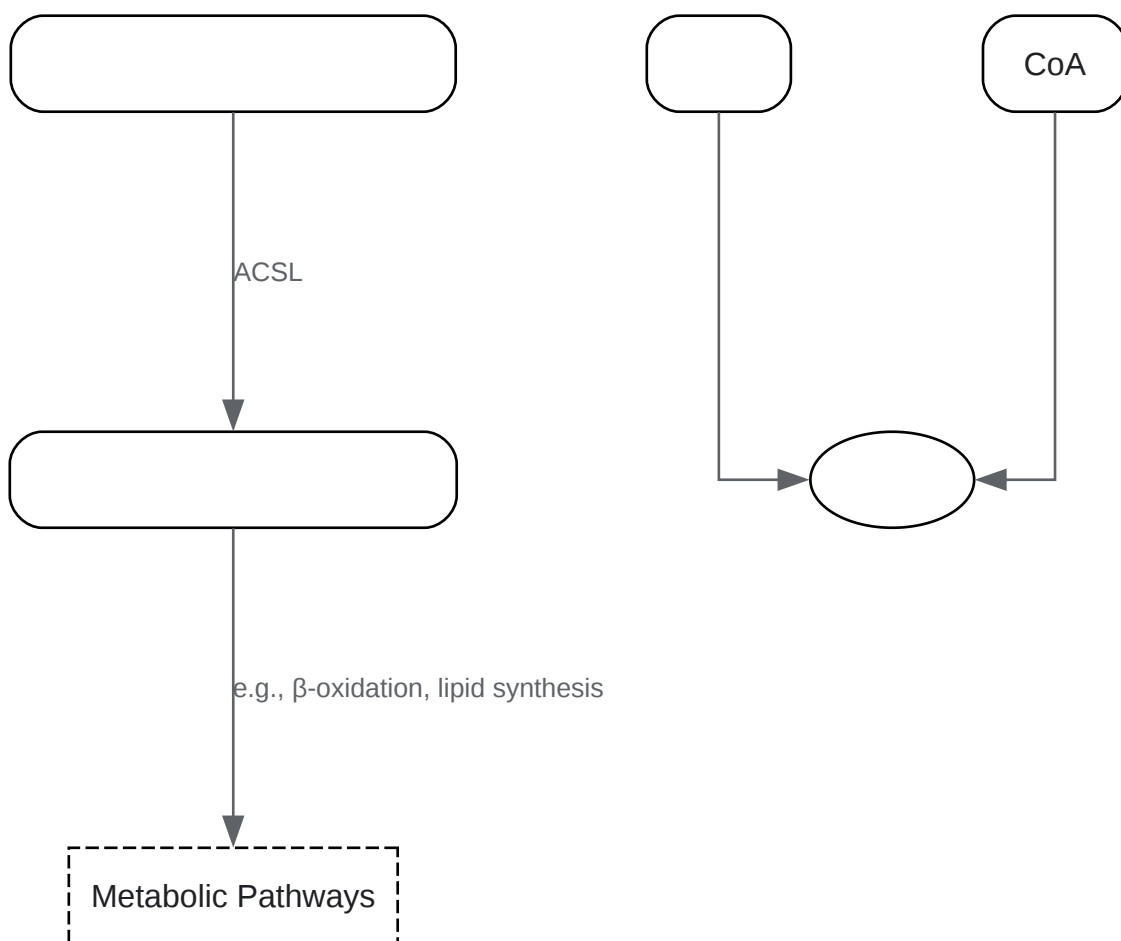 CoA
ACSL
e.g., β-oxidation, lipid synthesis
Metabolic Pathways